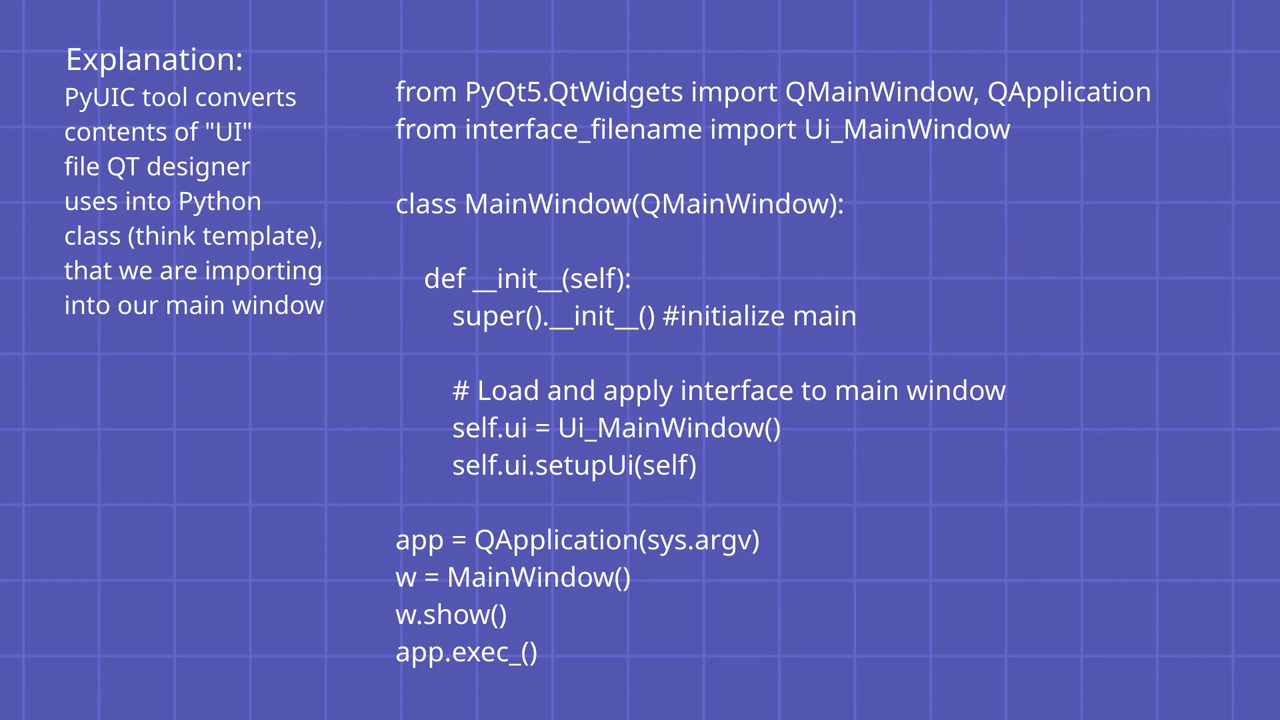 Explanation:
PyUIC tool converts
contents of "UI"
file QT designer
uses into Python
class (think template),
that we are importing
into our main window
from PyQt5.QtWidgets import QMainWindow, QApplication
from interface_filename import Ui_MainWindow
class MainWindow(QMainWindow):
def __init__(self):
super().__init__() #initialize main
# Load and apply interface to main window
self.ui = Ui_MainWindow()
self.ui.setupUi(self)
app = QApplication(sys.argv)
w = MainWindow()
w.show()
app.exec_()